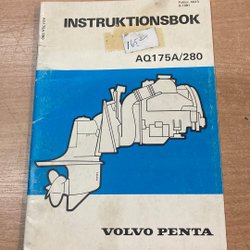 INSTRUKTIONSBOK
AQ175A/280
VOLVO PENTA